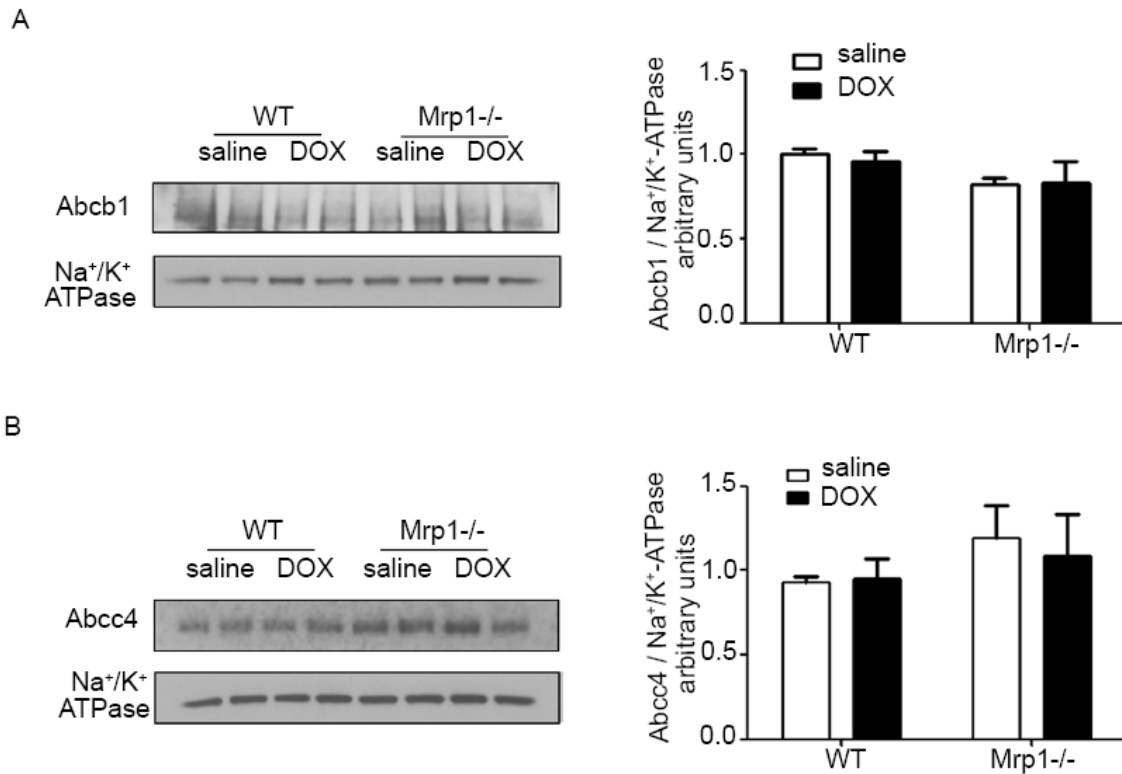 A
WT Mrp1-/-
saline DOX saline DOX
Abcb1
Na⁺/K⁺
ATPase
saline
DOX
Abcb1 / Na⁺/K⁺-ATPase
arbitrary units
1.5
1.0
0.5
0.0
WT Mrp1-/-
B
WT Mrp1-/-
saline DOX saline DOX
Abcc4
Na⁺/K⁺
ATPase
saline
DOX
Abcc4 / Na⁺/K⁺-ATPase
arbitrary units
1.5
1.0
0.5
0.0
WT Mrp1-/-